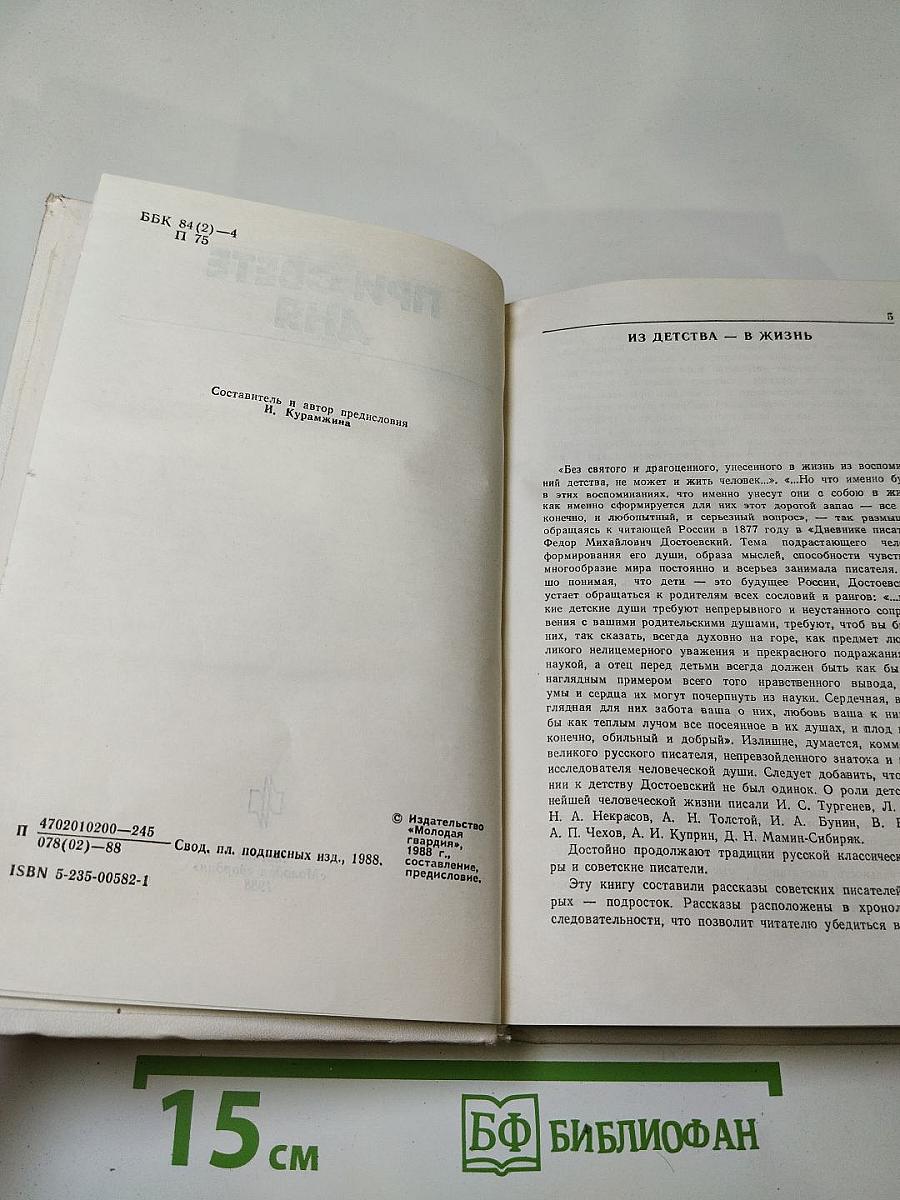 ББК 84(2)—4
П 75
ПРИ СВЕТЕ
ДНЯ
Составитель и автор предисловия
И. Курамжина
П 4702010200—245
078(02)—88
Свод. пл. подписных изд., 1988.
ISBN 5-235-00582-1
© Издательство
«Молодая
гвардия»,
1988 г.,
составление,
предисловие.
5
ИЗ ДЕТСТВА — В ЖИЗНЬ
«Без святого и драгоценного, унесенного в жизнь из воспоми
ний детства, не может и жить человек...». «...Но что именно бу
в этих воспоминаниях, что именно унесут они с собою в жи
как именно сформируется для них этот дорогой запас — все
конечно, и любопытный, и серьезный вопрос», — так размыш
обращаясь к читающей России в 1877 году в «Дневнике писат
Федор Михайлович Достоевский. Тема подрастающего чело
формирования его души, образа мыслей, способности чувст
многообразие мира постоянно и всерьез занимала писателя.
шо понимая, что дети — это будущее России, Достоевс
устает обращаться к родителям всех сословий и рангов: «...
кие детские души требуют непрерывного и неустанного сопр
вения с вашими родительскими душами, требуют, чтоб вы б
них, так сказать, всегда духовно на горе, как предмет лю
ликого нелицемерного уважения и прекрасного подражани
наукой, а отец перед детьми всегда должен быть как бы
наглядным примером всего того нравственного вывода,
умы и сердца их могут почерпнуть из науки. Сердечная, в
глядная для них забота ваша о них, любовь ваша к ни
бы как теплым лучом все посеянное в их душах, и плод
конечно, обильный и добрый». Излишне, думается, комм
великого русского писателя, непревзойденного знатока и
исследователя человеческой души. Следует добавить, что
нии к детству Достоевский не был одинок. О роли детс
нейшей человеческой жизни писали И. С. Тургенев, Л.
Н. А. Некрасов, А. Н. Толстой, И. А. Бунин, В.
А. П. Чехов, А. И. Куприн, Д. Н. Мамин-Сибиряк.
Достойно продолжают традиции русской классическ
ры и советские писатели.
Эту книгу составили рассказы советских писателей
рых — подросток. Рассказы расположены в хронол
следовательности, что позволит читателю убедиться в
15 см
БФ БИБЛИОФАН